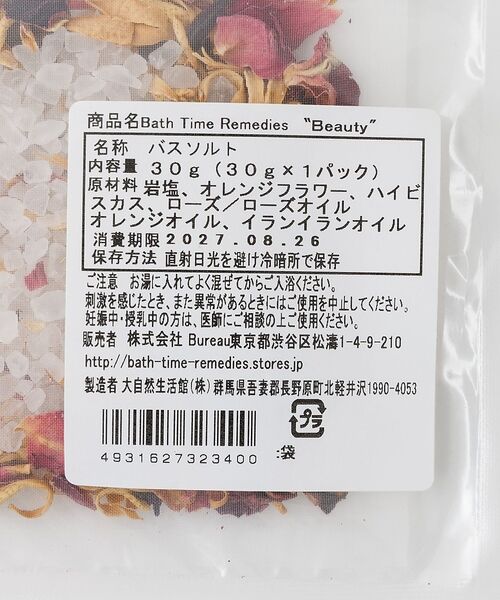 商品名Bath Time Remedies "Beauty"
名称 バスソルト
内容量 30g（30g×1パック）
原材料 岩塩、オレンジフラワー、ハイビ
スカス、ローズ／ローズオイル
オレンジオイル、イランイランオイル
消費期限 2027.08.26
保存方法 直射日光を避け冷暗所で保存
ご注意 お湯に入れてよく混ぜてからご入浴ください。
刺激を感じたとき、また異常があるときにはご使用を中止してください。
妊娠中・授乳中の方は、医師にご相談の上ご使用ください。
販売者 株式会社 Bureau東京都渋谷区松濤1-4-9-210
http://bath-time-remedies.stores.jp
製造者 大自然生活館(株)群馬県吾妻郡長野原町北軽井沢1990-4053
プラ
4931627323400
:袋